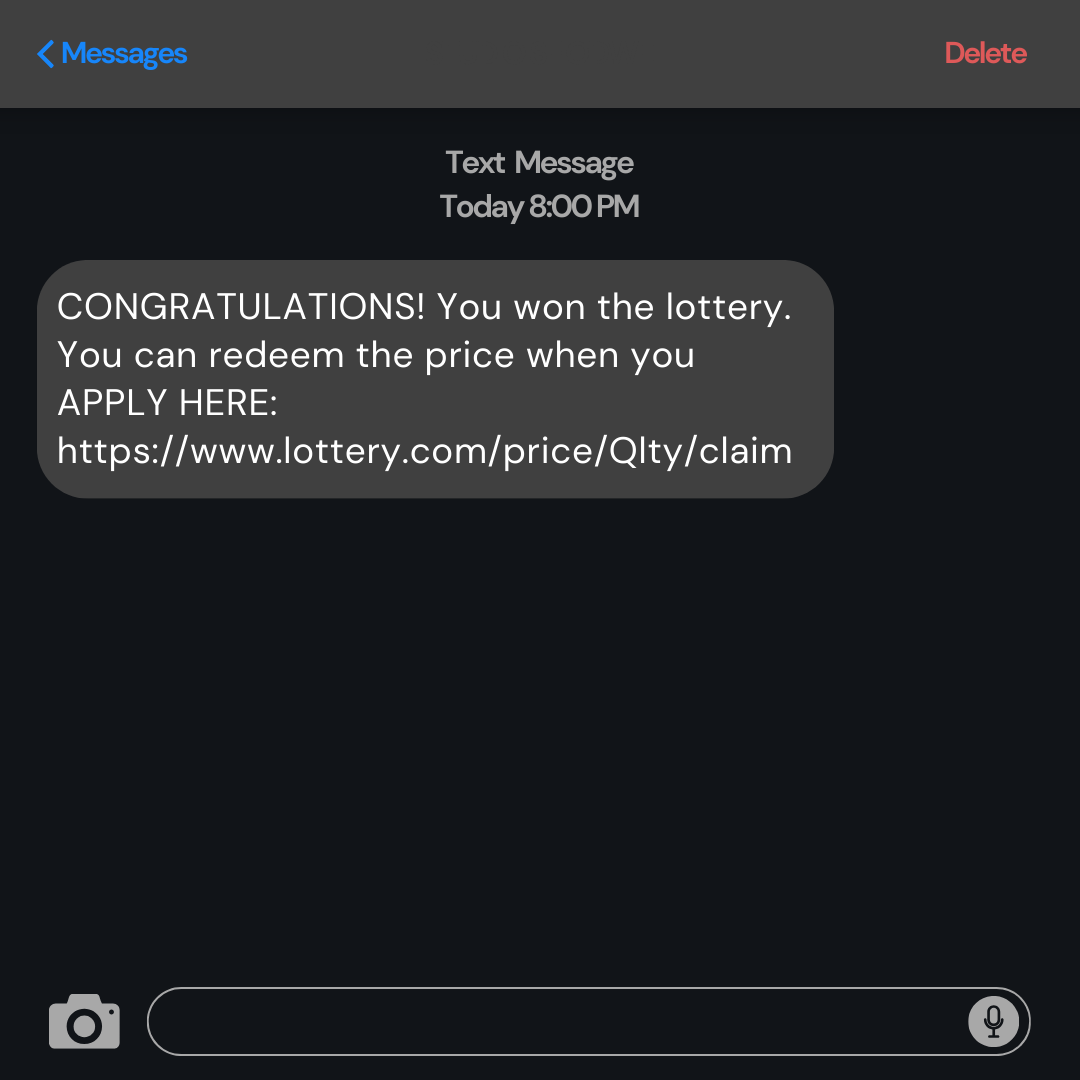 Messages
Delete
Text Message
Today 8:00 PM
CONGRATULATIONS! You won the lottery.
You can redeem the price when you
APPLY HERE:
https://www.lottery.com/price/Qlty/claim